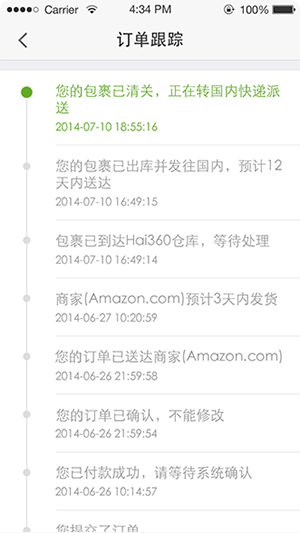 Carrier 4:34 PM 100%
订单跟踪
您的包裹已清关，正在转国内快递派
送
2014-07-10 18:55:16
您的包裹已出库并发往国内，预计12
天内送达
2014-07-10 16:49:15
包裹已到达Hai360仓库，等待处理
2014-07-10 16:49:14
商家(Amazon.com)预计3天内发货
2014-06-27 10:20:59
您的订单已送达商家(Amazon.com)
2014-06-26 21:59:58
您的订单已确认，不能修改
2014-06-26 21:59:54
您已付款成功，请等待系统确认
2014-06-26 10:14:57
您提交了订单